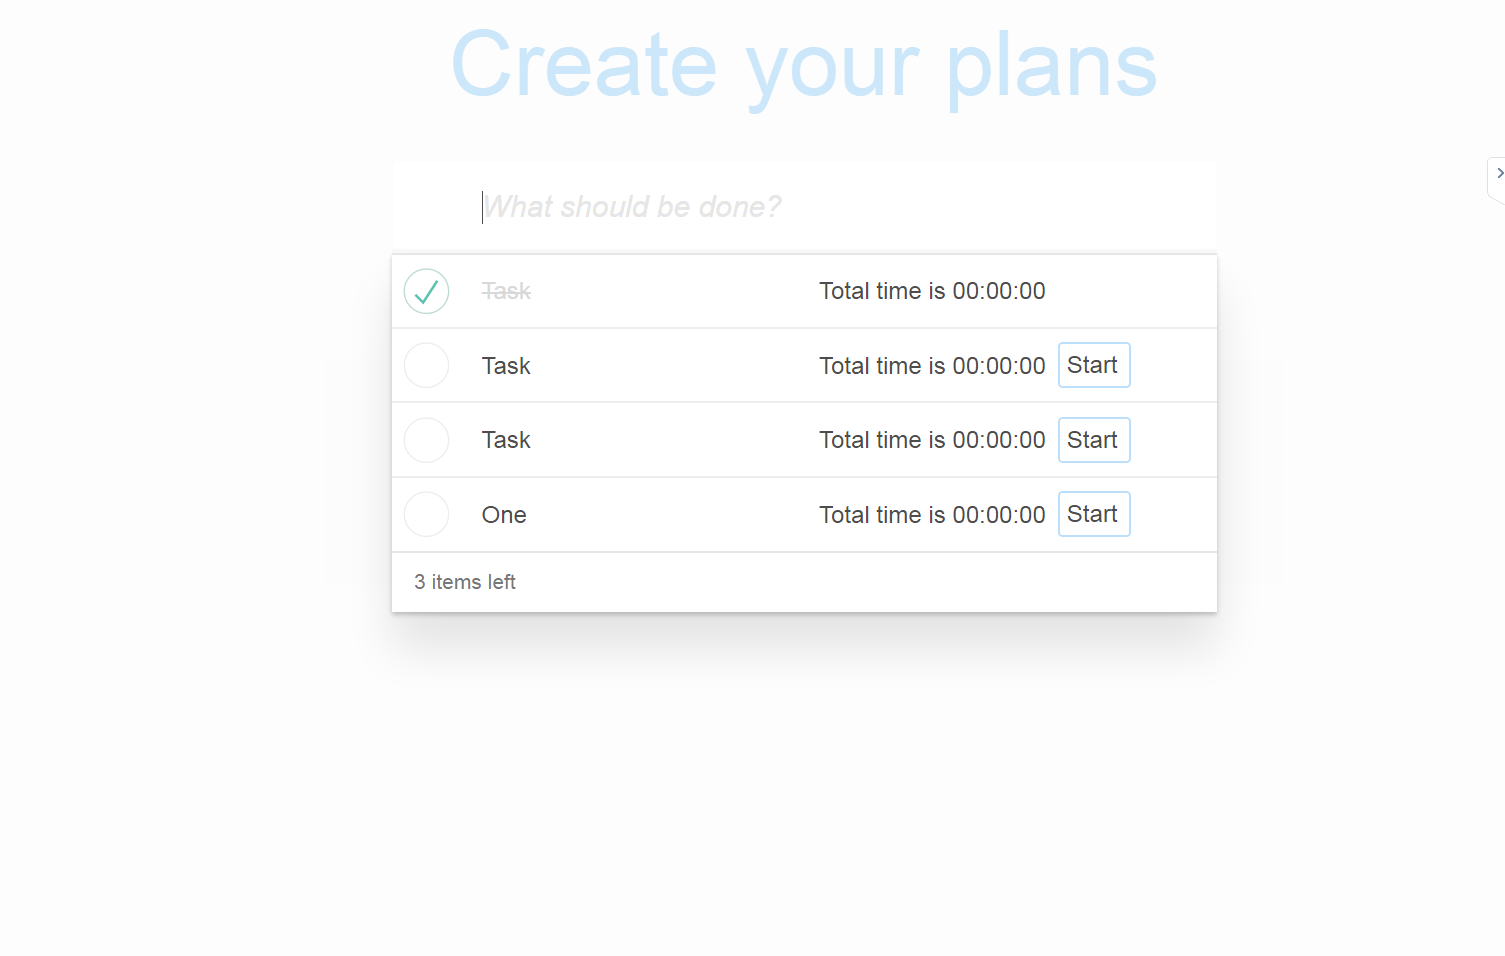 Create your plans
What should be done?
Task Total time is 00:00:00
Task Total time is 00:00:00 Start
Task Total time is 00:00:00 Start
One Total time is 00:00:00 Start
3 items left